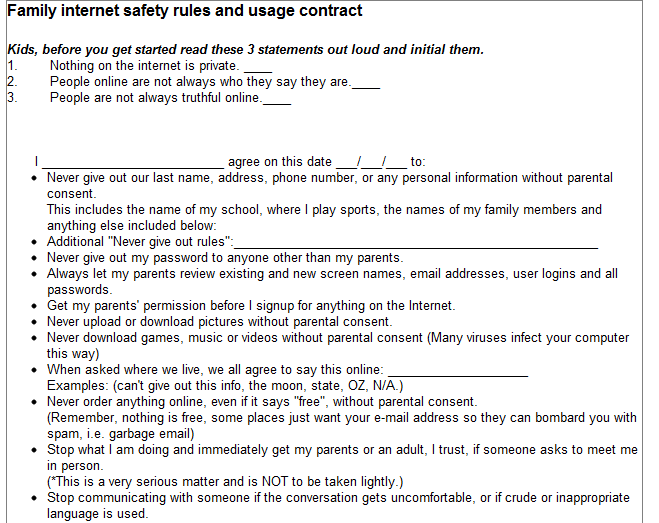 Family internet safety rules and usage contract
Kids, before you get started read these 3 statements out loud and initial them.
1. Nothing on the internet is private. ____
2. People online are not always who they say they are.____
3. People are not always truthful online.____
I __________________________ agree on this date ___/___/___ to:
• Never give out our last name, address, phone number, or any personal information without parental
consent.
This includes the name of my school, where I play sports, the names of my family members and
anything else included below:
• Additional "Never give out rules":____________________________________________________
• Never give out my password to anyone other than my parents.
• Always let my parents review existing and new screen names, email addresses, user logins and all
passwords.
• Get my parents' permission before I signup for anything on the Internet.
• Never upload or download pictures without parental consent.
• Never download games, music or videos without parental consent (Many viruses infect your computer
this way)
• When asked where we live, we all agree to say this online: ____________________
Examples: (can't give out this info, the moon, state, OZ, N/A.)
• Never order anything online, even if it says "free", without parental consent.
(Remember, nothing is free, some places just want your e-mail address so they can bombard you with
spam, i.e. garbage email)
• Stop what I am doing and immediately get my parents or an adult, I trust, if someone asks to meet me
in person.
(*This is a very serious matter and is NOT to be taken lightly.)
• Stop communicating with someone if the conversation gets uncomfortable, or if crude or inappropriate
language is used.